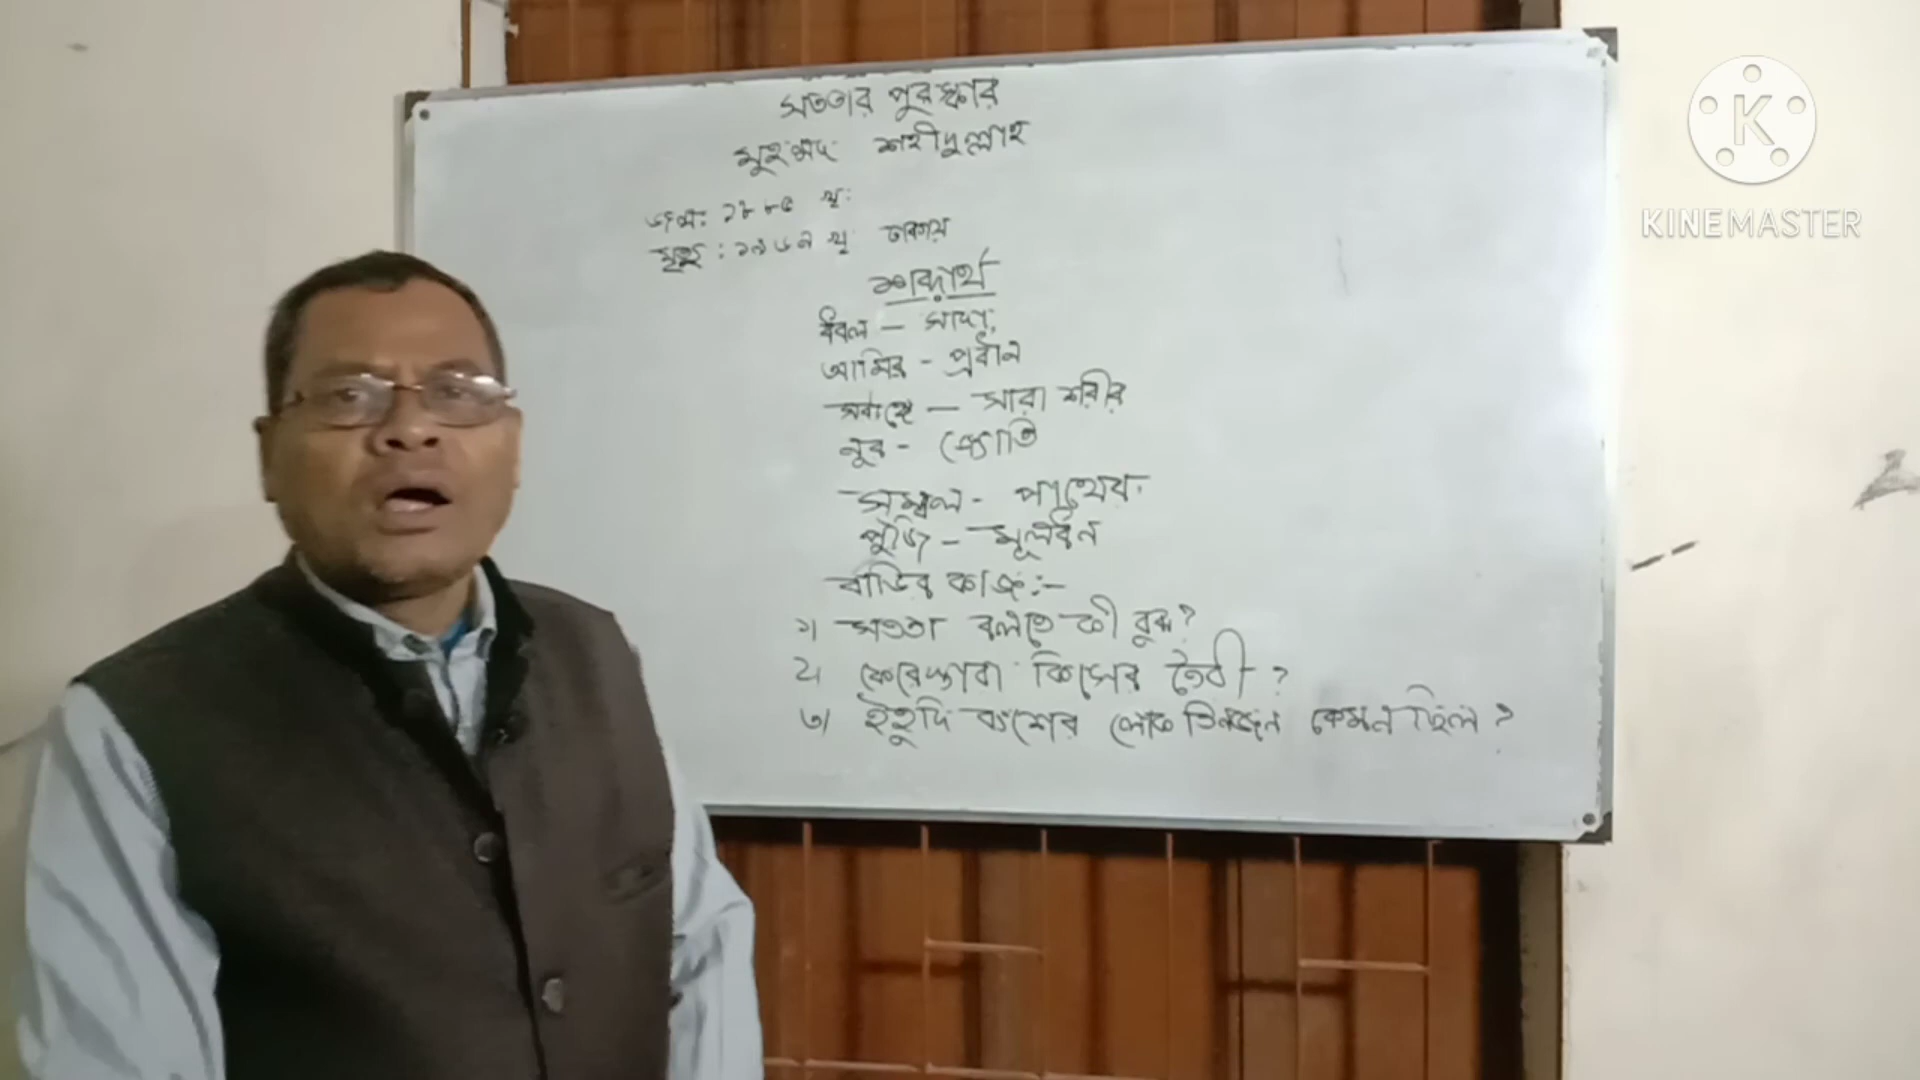 সততার পুরস্কার
মুহম্মদ শহীদুল্লাহ
জন্ম: ১৮৮৫ খৃ:
মৃত্যু: ১৯৬৯ খৃ: ঢাকায়
শব্দার্থ
ধবল - সাদা
আমির - প্রধান
সর্বাঙ্গে - সারা শরীর
নূর - জ্যোতি
সম্বল - পাথেয়
পুঁজি - মূলধন
বাড়ির কাজ:-
১। সততা বলতে কী বুঝ?
২। ফেরেস্তারা কিসের তৈরী?
৩। ইহুদি বংশের লোক তিনজন কেমন ছিল?
K
KINEMASTER